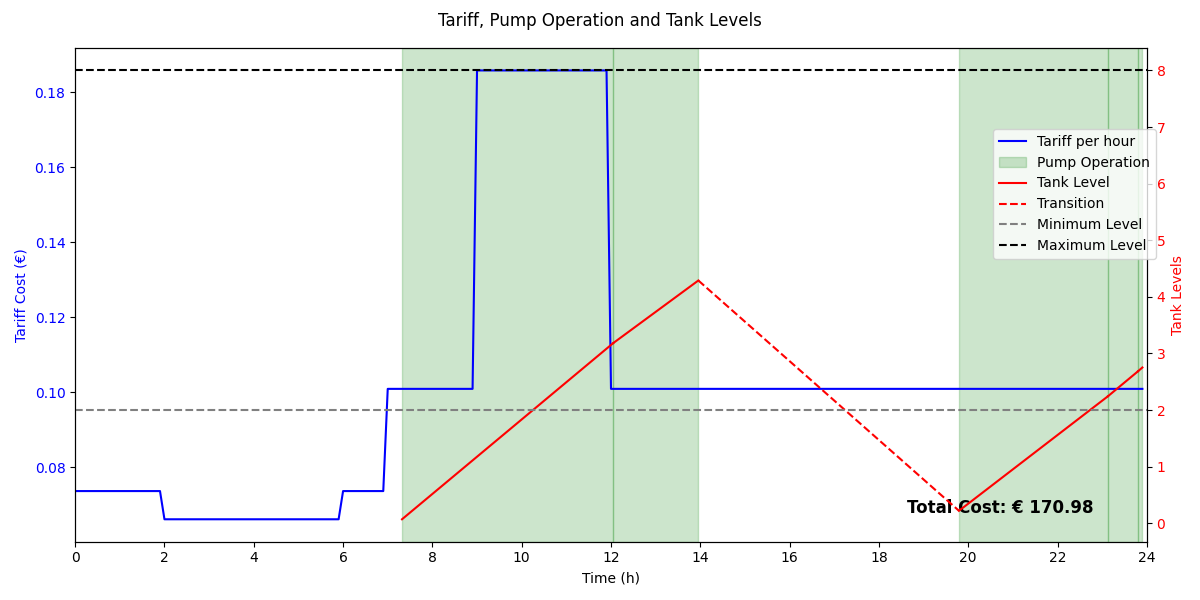 Tariff, Pump Operation and Tank Levels
Tariff Cost (€)
0.18
0.16
0.14
0.12
0.10
0.08
8
7
6
5
4
3
2
1
0
Tank Levels
Tariff per hour
Pump Operation
Tank Level
Transition
Minimum Level
Maximum Level
Total Cost: € 170.98
0 2 4 6 8 10 12 14 16 18 20 22 24
Time (h)